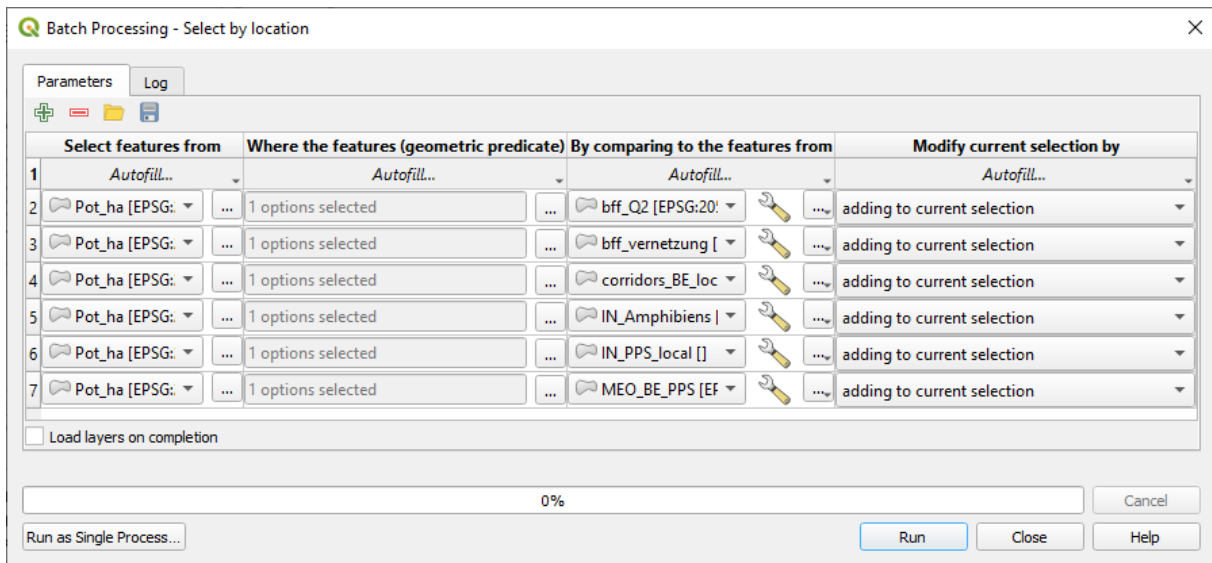 Batch Processing - Select by location
Parameters Log
Select features from Where the features (geometric predicate) By comparing to the features from Modify current selection by
1 Autofill... Autofill... Autofill... Autofill...
2 Pot_ha [EPSG:. ... 1 options selected ... bff_Q2 [EPSG:20! ... adding to current selection
3 Pot_ha [EPSG:. ... 1 options selected ... bff_vernetzung [ ... adding to current selection
4 Pot_ha [EPSG:. ... 1 options selected ... corridors_BE_loc ... adding to current selection
5 Pot_ha [EPSG:. ... 1 options selected ... IN_Amphibiens [ ... adding to current selection
6 Pot_ha [EPSG:. ... 1 options selected ... IN_PPS_local [] ... adding to current selection
7 Pot_ha [EPSG:. ... 1 options selected ... MEO_BE_PPS [EF ... adding to current selection
Load layers on completion
0% Cancel
Run as Single Process... Run Close Help